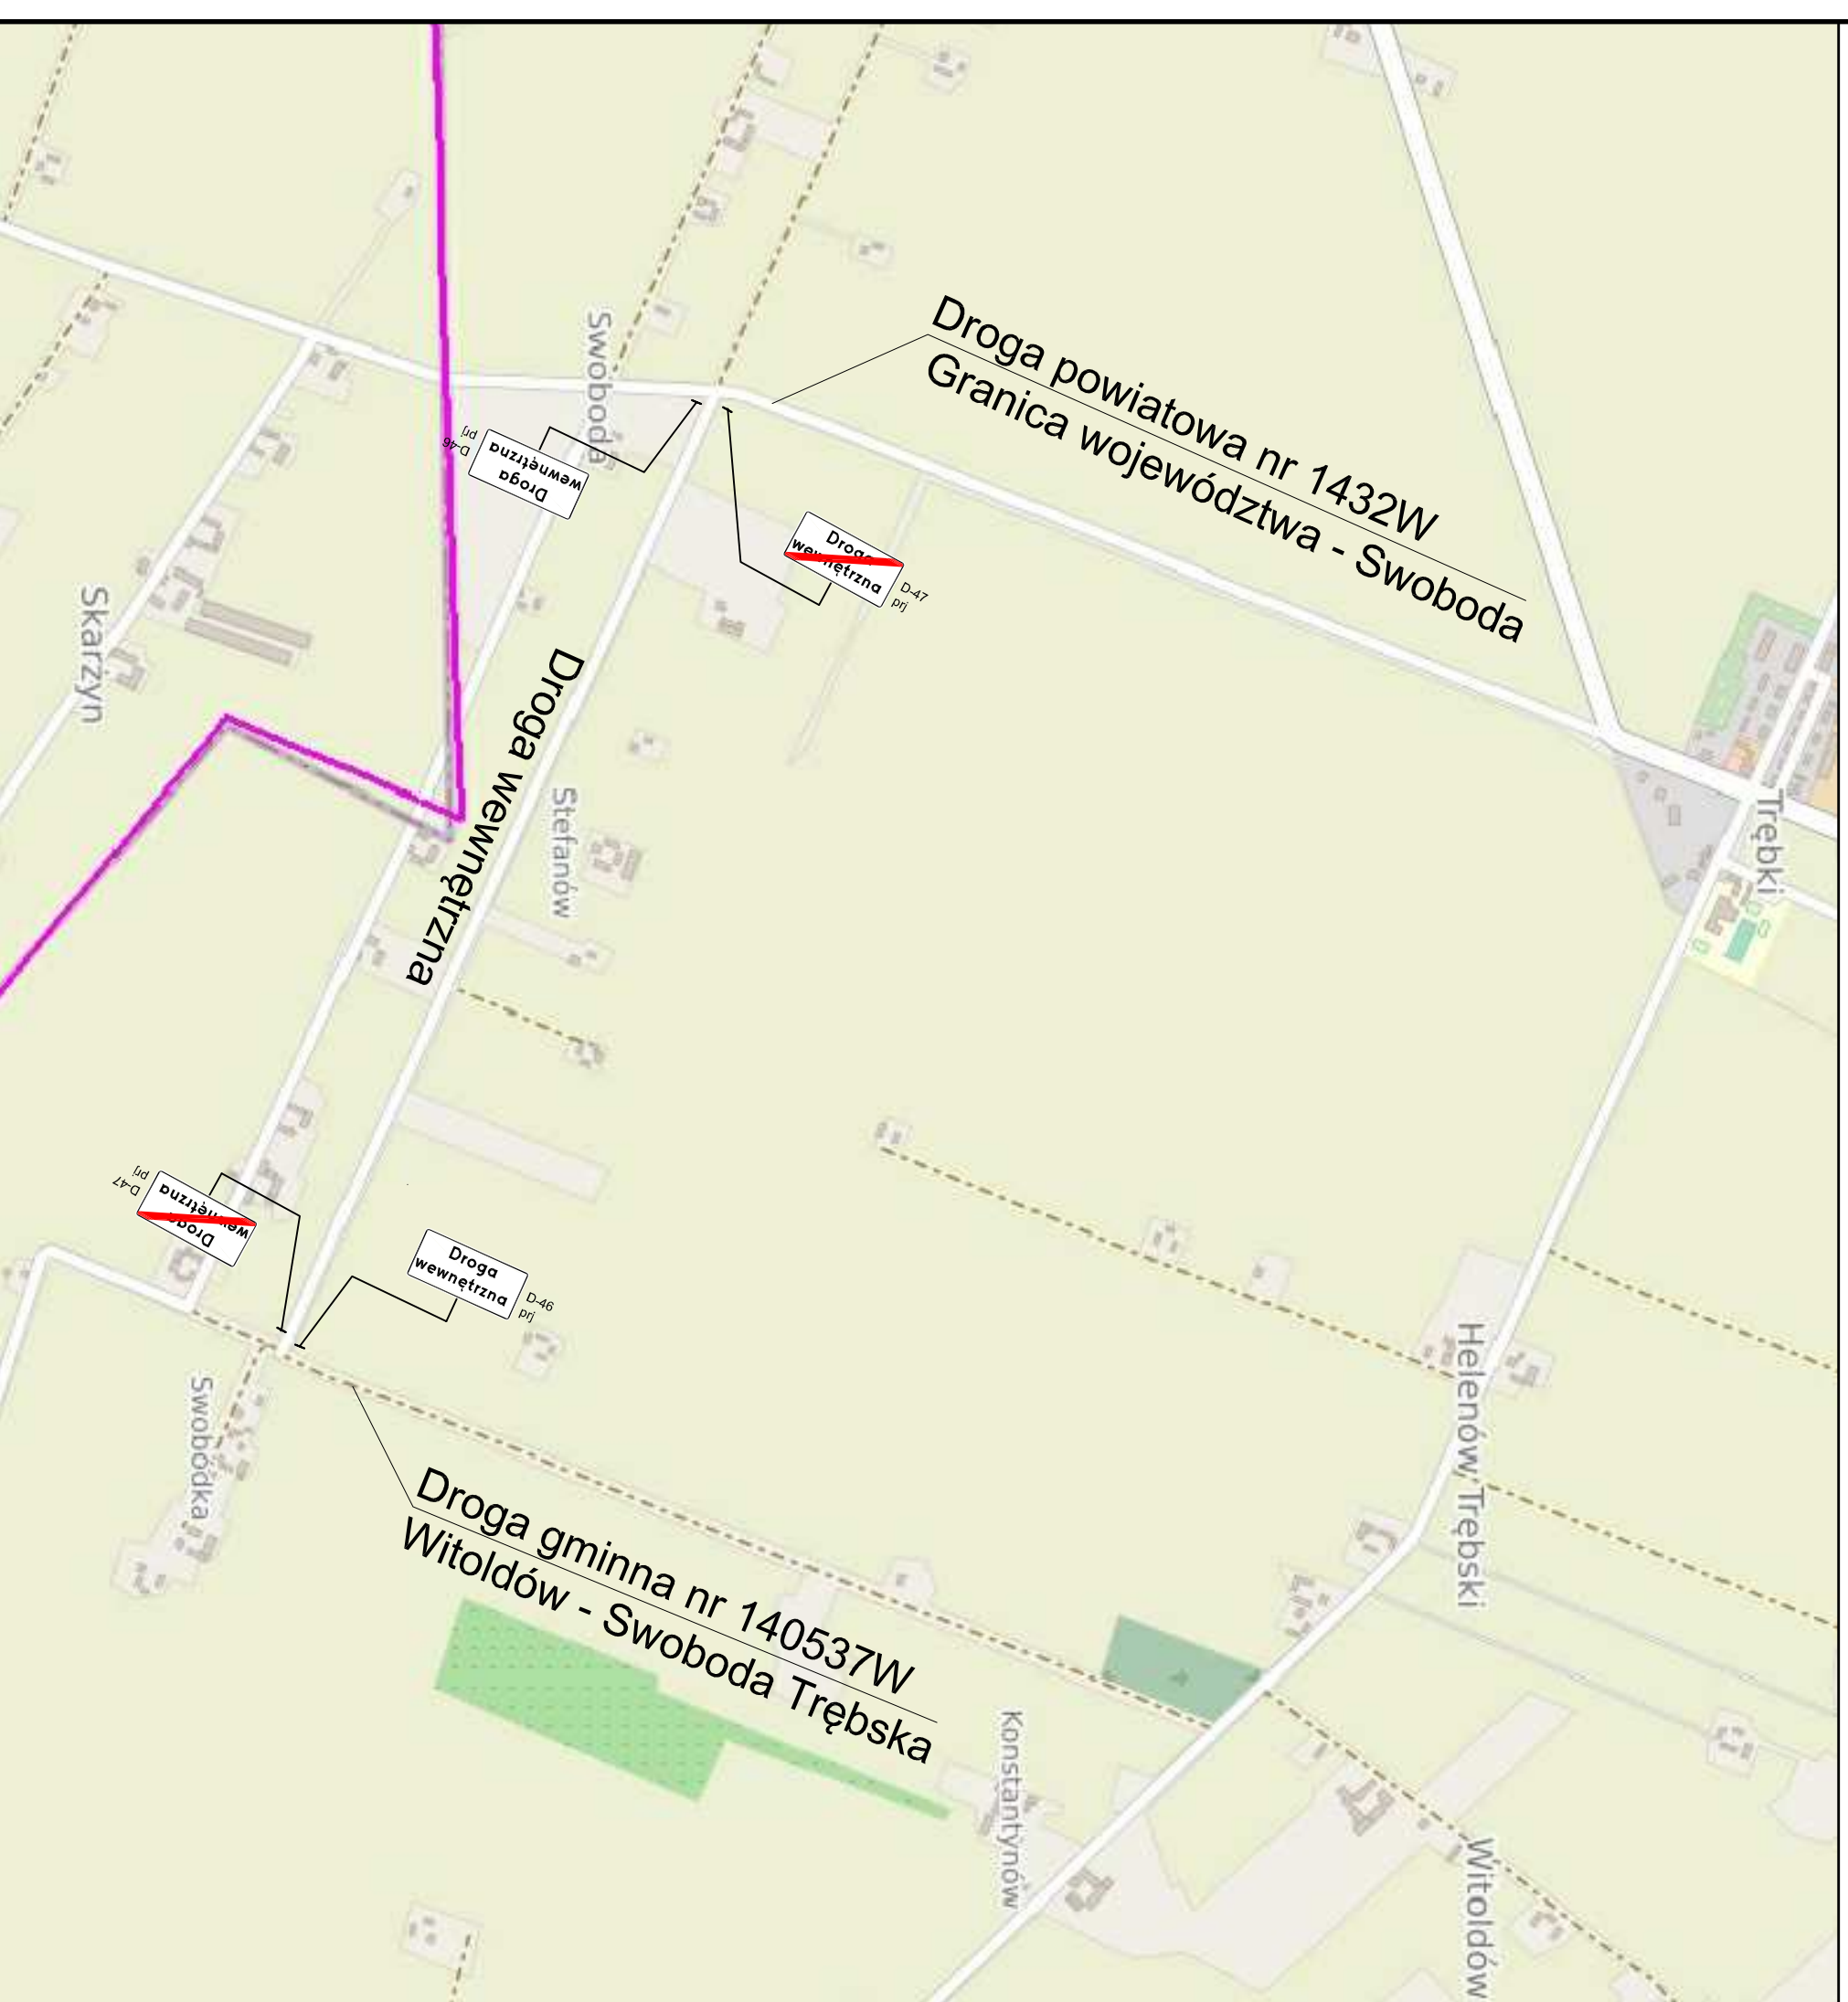 Swoboda
Droga powiatowa nr 1432W
Granica województwa - Swoboda
Droga
wewnętrzna
D-46
prj
Droga
wewnętrzna
D-47
prj
Skarżyn
Droga wewnętrzna
Stefanów
Trębki
Droga
wewnętrzna
D-47
prj
Droga
wewnętrzna
D-46
prj
Swobódka
Helenów Trębski
Droga gminna nr 140537W
Witoldów - Swoboda Trębska
Konstantynów
Witoldów